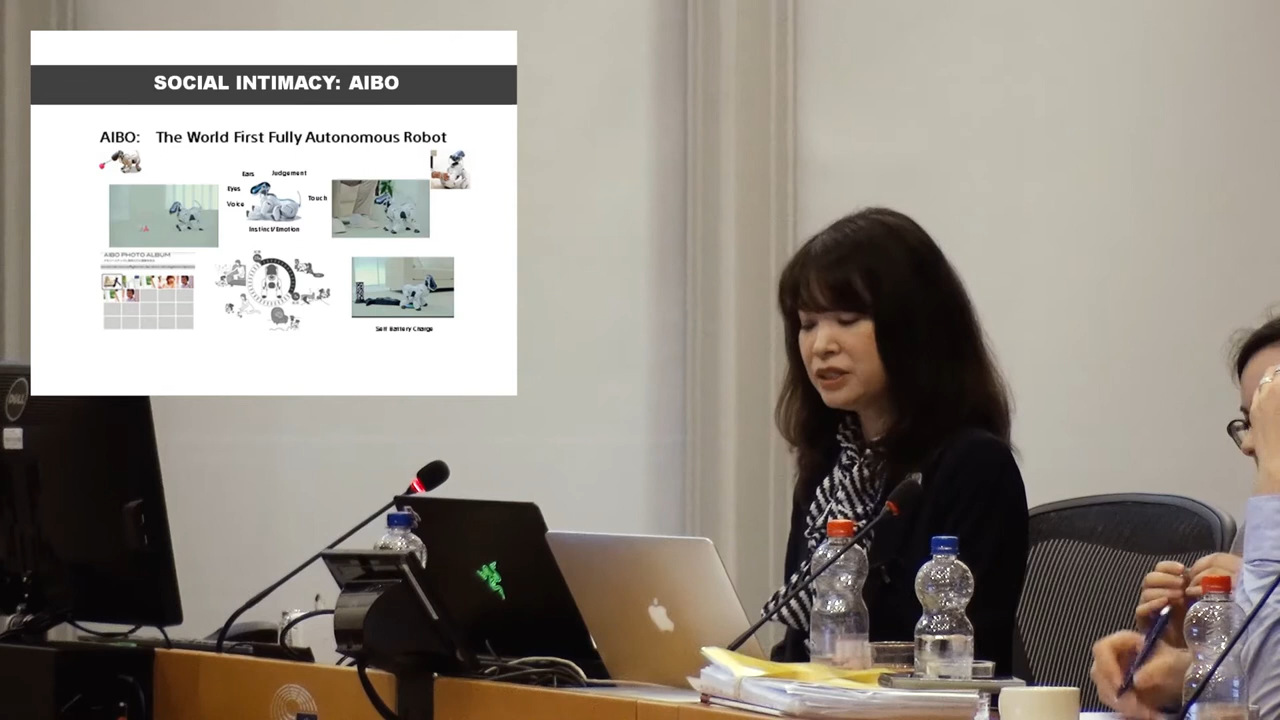 SOCIAL INTIMACY: AIBO
AIBO: The World First Fully Autonomous Robot
Ears Judgement
Eyes
Voice
Touch
Instinct/Emotion
AIBO PHOTO ALBUM
Self Battery Charge
DELL